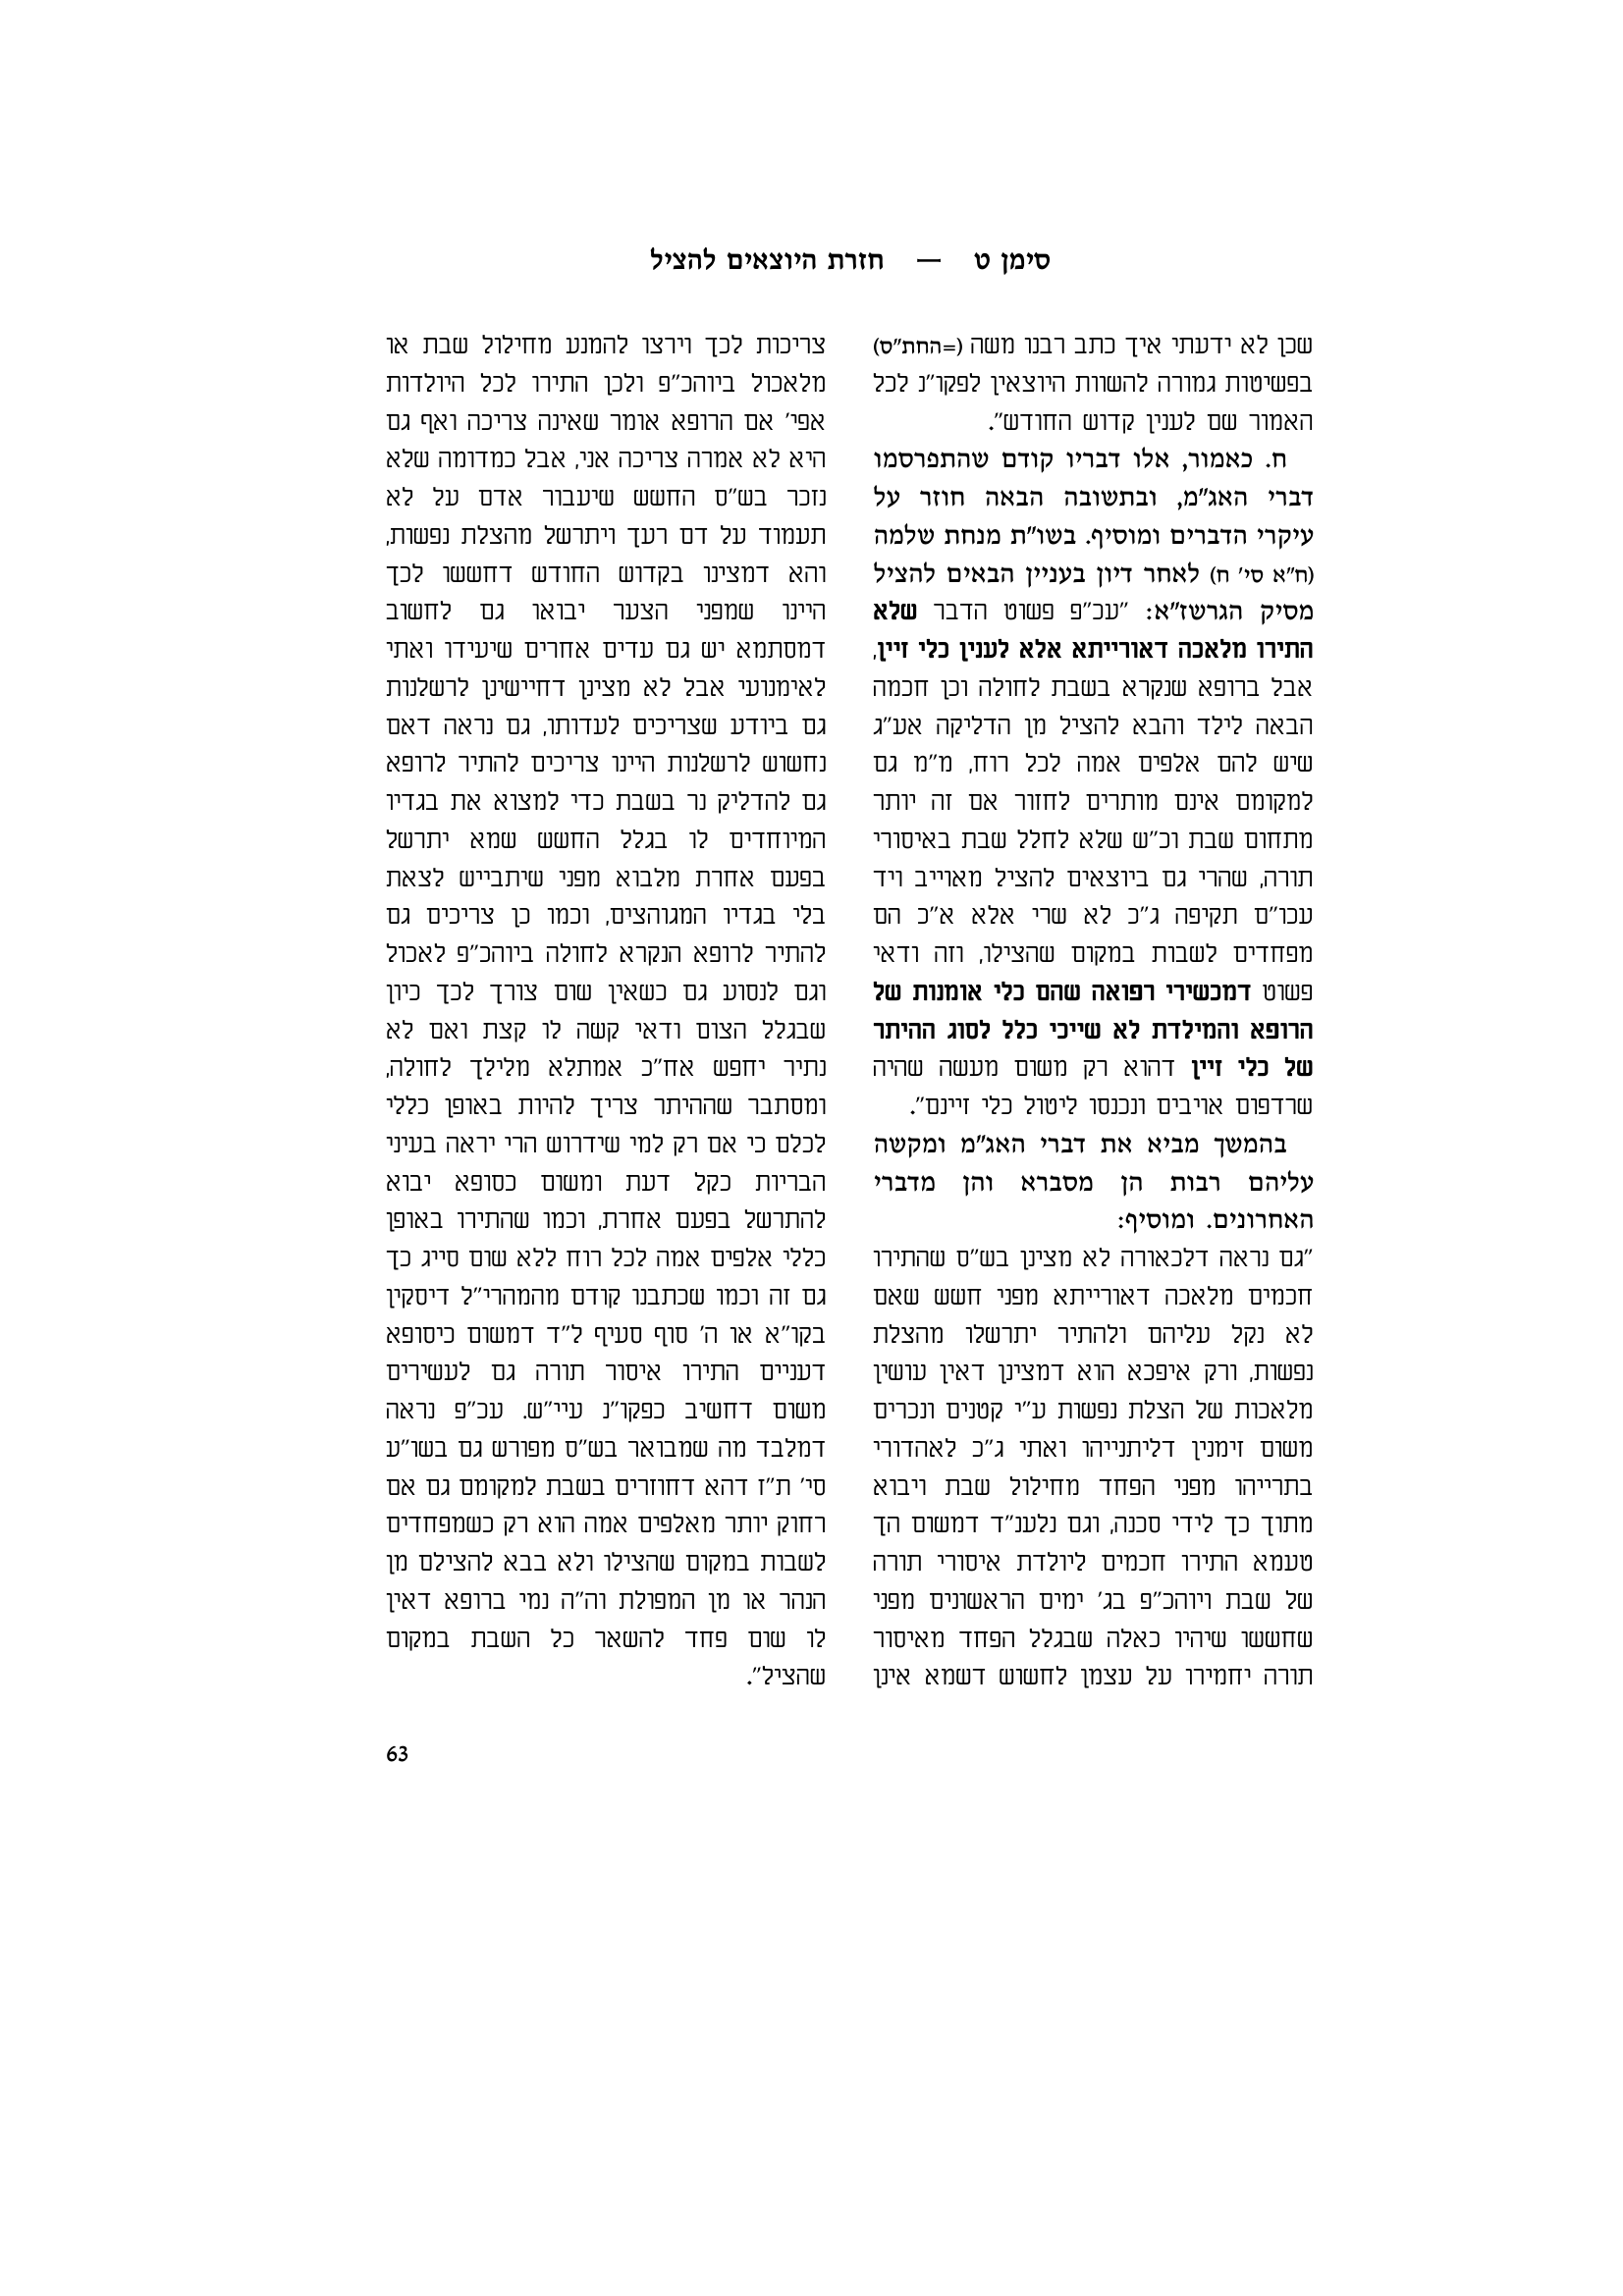 סימן ט — חזרת היוצאים להציל
שכן לא ידעתי איך כתב רבנו משה (=החת"ס)
בפשיטות גמורה להשוות היוצאין לפקו"נ לכל
האמור שם לענין קדוש החודש".
ח. כאמור, אלו דבריו קודם שהתפרסמו
דברי האג"מ, ובתשובה הבאה חוזר על
עיקרי הדברים ומוסיף. בשו"ת מנחת שלמה
(ח"א סי' ח) לאחר דיון בעניין הבאים להציל
מסיק הגרשז"א: "עכ"פ פשוט הדבר שלא
התירו מלאכה דאורייתא אלא לענין כלי זיין,
אבל ברופא שנקרא בשבת לחולה וכן חכמה
הבאה לילד והבא להציל מן הדליקה אע"ג
שיש להם אלפים אמה לכל רוח, מ"מ גם
למקומם אינם מותרים לחזור אם זה יותר
מתחום שבת וכ"ש שלא לחלל שבת באיסורי
תורה, שהרי גם ביוצאים להציל מאוייב ויד
עכו"ם תקיפה ג"כ לא שרי אלא א"כ הם
מפחדים לשבות במקום שהצילו, וזה ודאי
פשוט דמכשירי רפואה שהם כלי אומנות של
הרופא והמילדת לא שייכי כלל לסוג ההיתר
של כלי זיין דהוא רק משום מעשה שהיה
שרדפום אויבים ונכנסו ליטול כלי זיינם".
בהמשך מביא את דברי האג"מ ומקשה
עליהם רבות הן מסברא והן מדברי
האחרונים. ומוסיף:
"גם נראה דלכאורה לא מצינן בש"ס שהתירו
חכמים מלאכה דאורייתא מפני חשש שאם
לא נקל עליהם ולהתיר יתרשלו מהצלת
נפשות, ורק איפכא הוא דמצינן דאין עושין
מלאכות של הצלת נפשות ע"י קטנים ונכרים
משום זימנין דליתנייהו ואתי ג"כ לאהדורי
בתרייהו מפני הפחד מחילול שבת ויבוא
מתוך כך לידי סכנה, וגם נלענ"ד דמשום הך
טעמא התירו חכמים ליולדת איסורי תורה
של שבת ויוהכ"פ בג' ימים הראשונים מפני
שחששו שיהיו כאלה שבגלל הפחד מאיסור
תורה יחמירו על עצמן לחשוש דשמא אינן
צריכות לכך וירצו להמנע מחילול שבת או
מלאכול ביוהכ"פ ולכן התירו לכל היולדות
אפי' אם הרופא אומר שאינה צריכה ואף גם
היא לא אמרה צריכה אני, אבל כמדומה שלא
נזכר בש"ס החשש שיעבור אדם על לא
תעמוד על דם רעך ויתרשל מהצלת נפשות,
והא דמצינו בקדוש החודש דחששו לכך
היינו שמפני הצער יבואו גם לחשוב
דמסתמא יש גם עדים אחרים שיעידו ואתי
לאימנועי אבל לא מצינן דחיישינן לרשלנות
גם ביודע שצריכים לעדותו, גם נראה דאם
נחשוש לרשלנות היינו צריכים להתיר לרופא
גם להדליק נר בשבת כדי למצוא את בגדיו
המיוחדים לו בגלל החשש שמא יתרשל
בפעם אחרת מלבוא מפני שיתבייש לצאת
בלי בגדיו המגוהצים, וכמו כן צריכים גם
להתיר לרופא הנקרא לחולה ביוהכ"פ לאכול
וגם לנסוע גם כשאין שום צורך לכך כיון
שבגלל הצום ודאי קשה לו קצת ואם לא
נתיר יחפש אח"כ אמתלא מלילך לחולה,
ומסתבר שההיתר צריך להיות באופן כללי
לכלם כי אם רק למי שידרוש הרי יראה בעיני
הבריות כקל דעת ומשום כסופא יבוא
להתרשל בפעם אחרת, וכמו שהתירו באופן
כללי אלפים אמה לכל רוח ללא שום סייג כך
גם זה וכמו שכתבנו קודם מהמהרי"ל דיסקין
בקו"א או ה' סוף סעיף ל"ד דמשום כיסופא
דעניים התירו איסור תורה גם לעשירים
משום דחשיב כפקו"נ עיי"ש. עכ"פ נראה
דמלבד מה שמבואר בש"ס מפורש גם בשו"ע
סי' ת"ז דהא דחוזרים בשבת למקומם גם אם
רחוק יותר מאלפים אמה הוא רק כשמפחדים
לשבות במקום שהצילו ולא בבא להצילם מן
הנהר או מן המפולת וה"ה נמי ברופא דאין
לו שום פחד להשאר כל השבת במקום
שהציל".
63